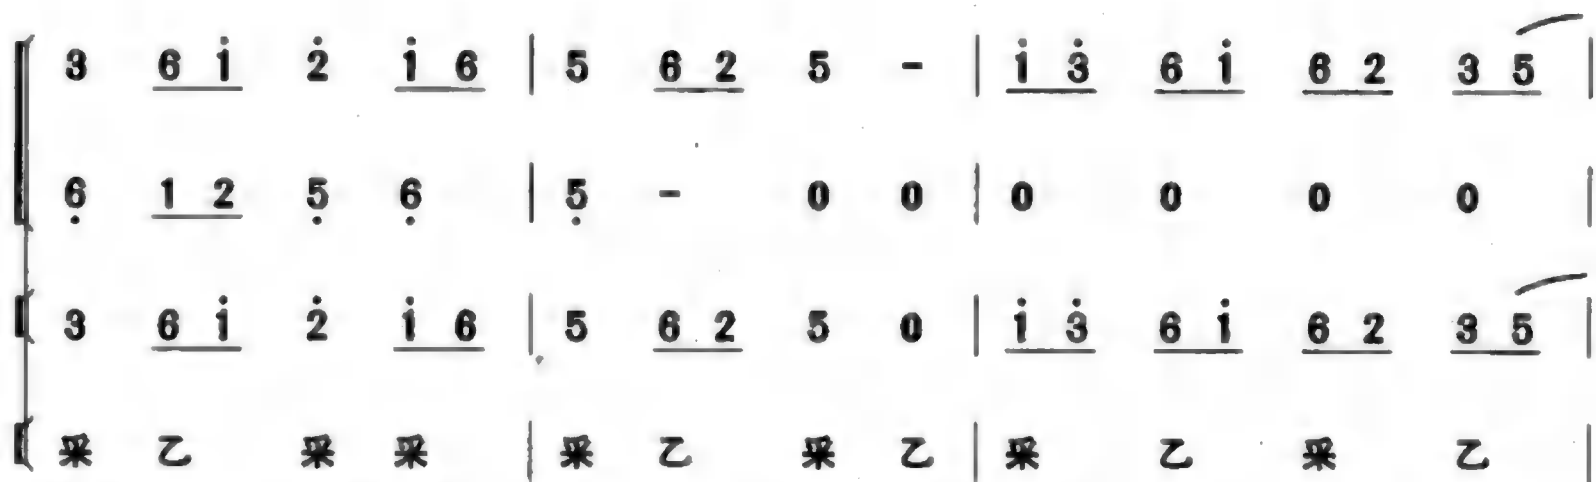 3 6 i̇ 2̇ i̇ 6 | 5 6 2 5 - | i̇ 3̇ 6 i̇ 6 2 3 5 |
6̣ 1 2 5̣ 6̣ | 5̣ - 0 0 | 0 0 0 0 |
3 6 i̇ 2̇ i̇ 6 | 5 6 2 5 0 | i̇ 3̇ 6 i̇ 6 2 3 5 |
采 乙 采 采 | 采 乙 采 乙 | 采 乙 采 乙 |